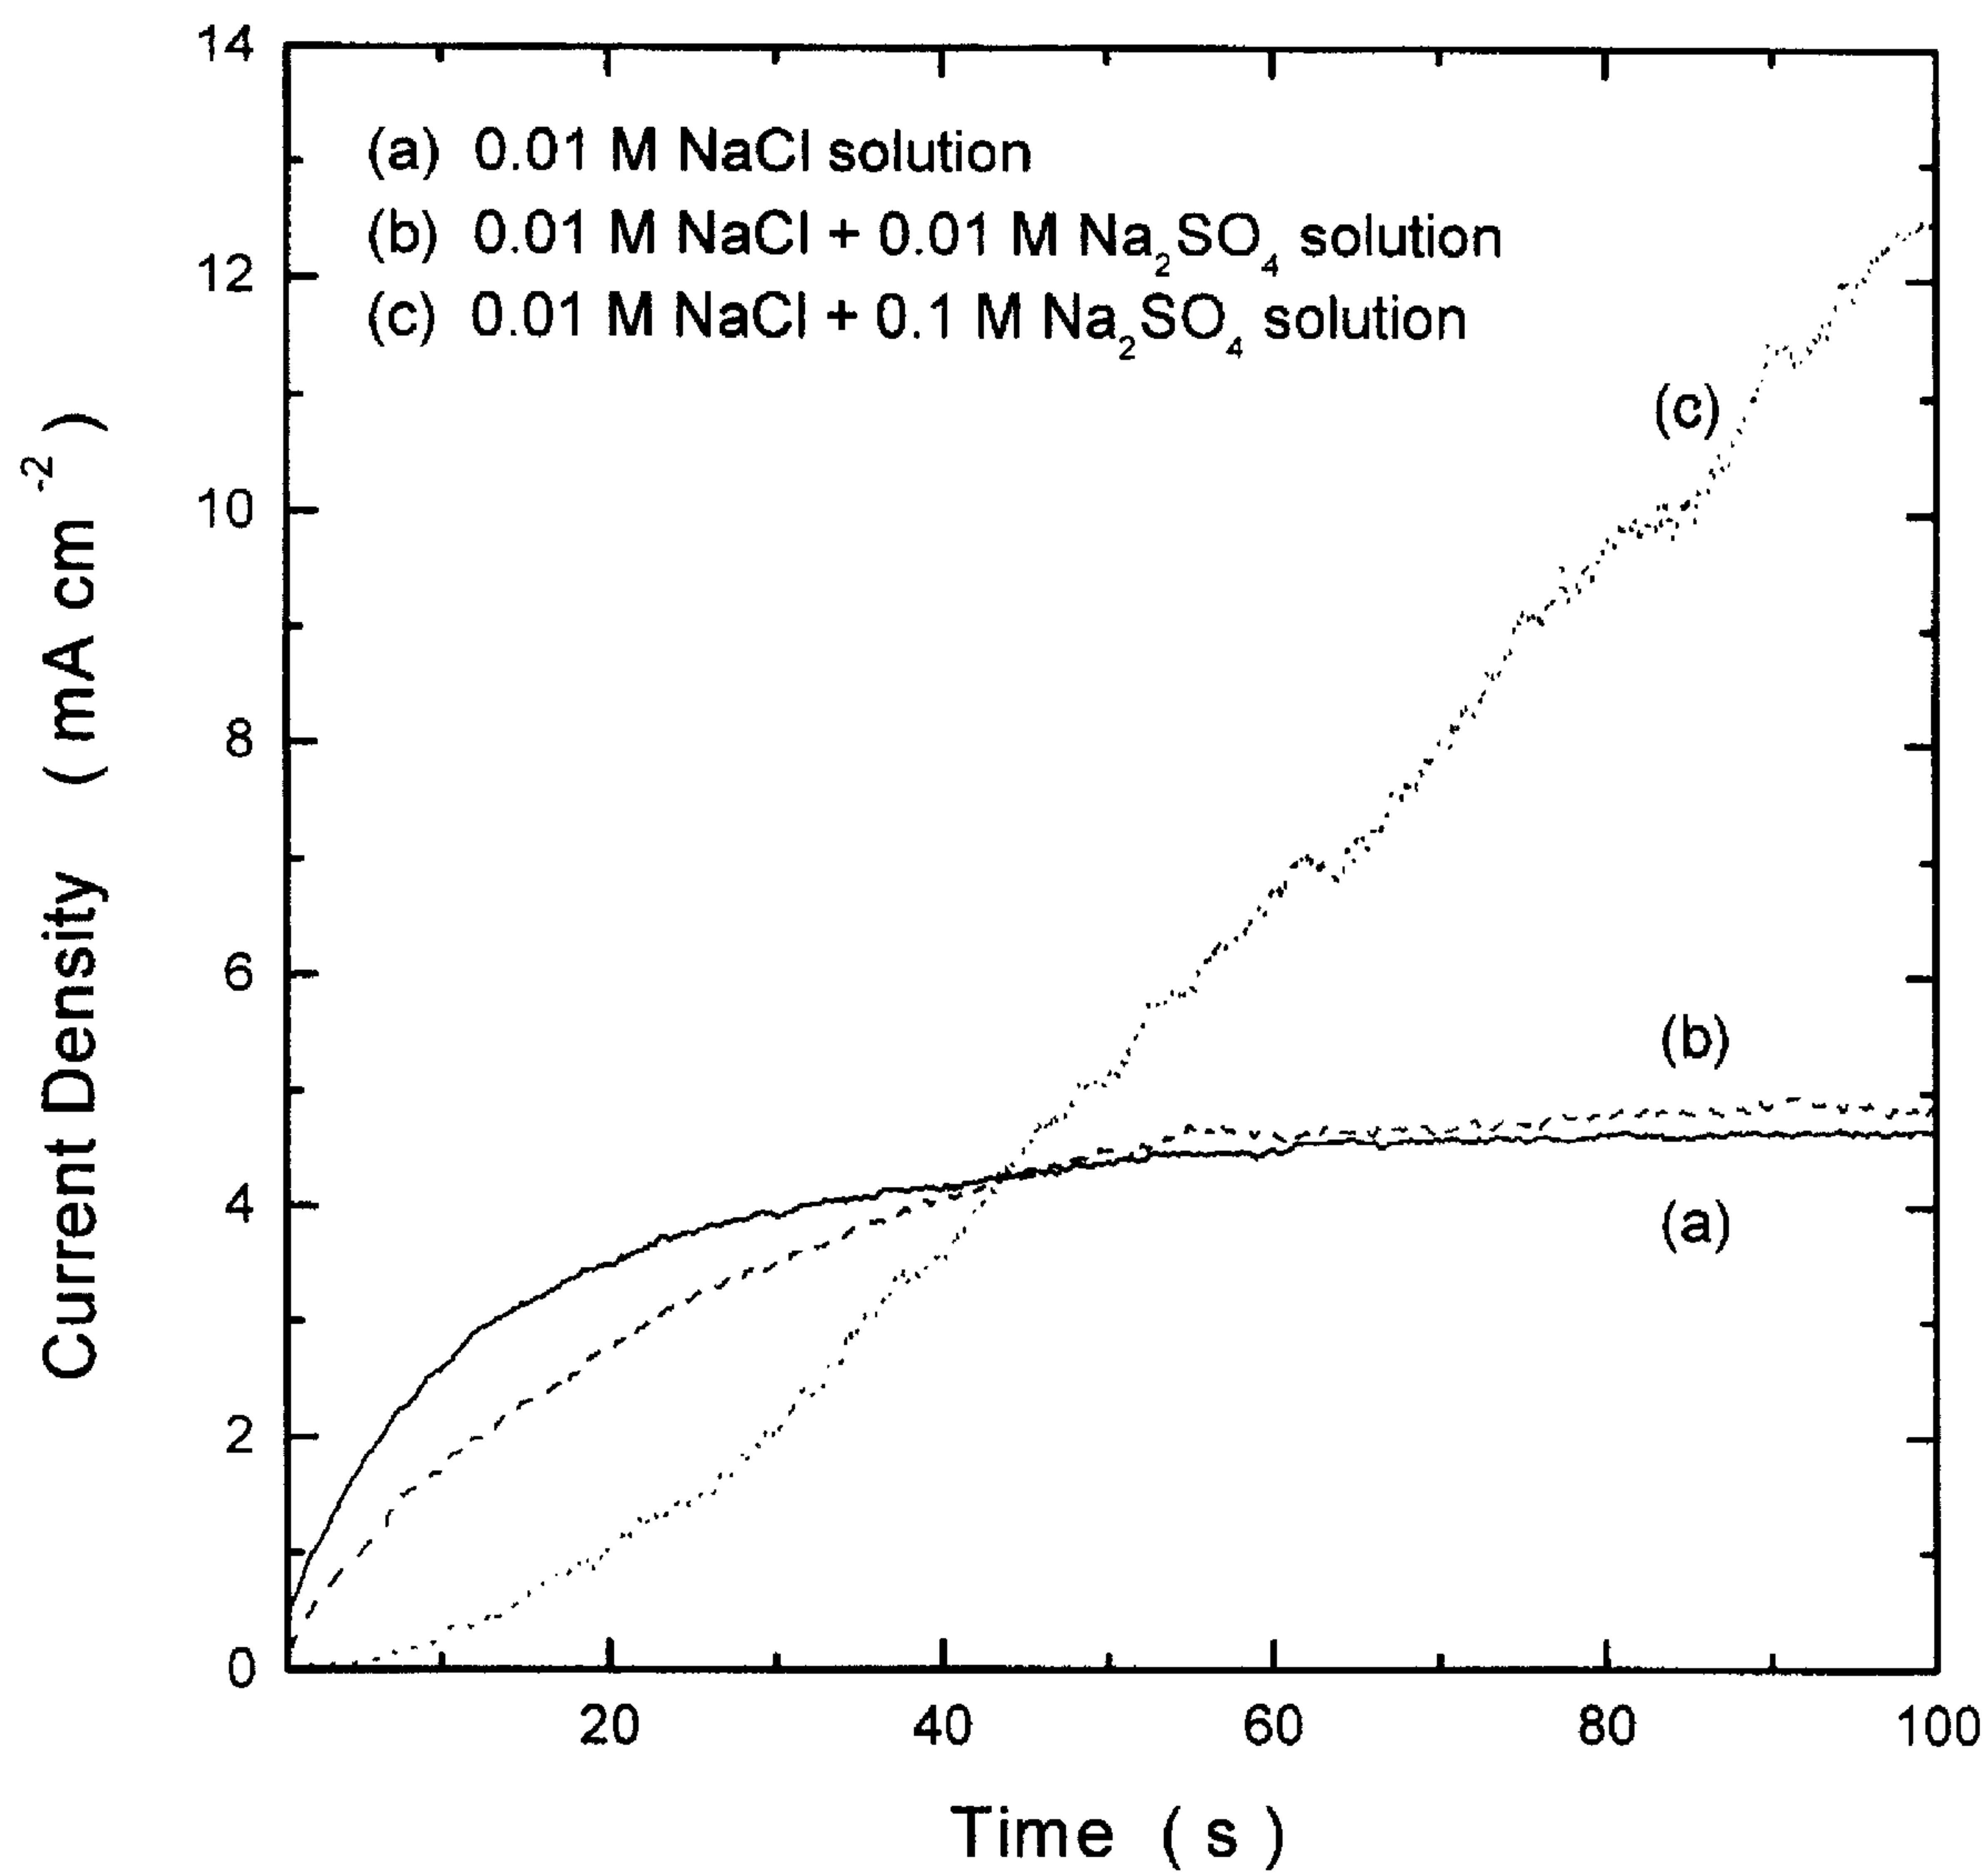 14
(a) 0.01 M NaCl solution
(b) 0.01 M NaCl + 0.01 M Na₂SO₄ solution
12
(c) 0.01 M NaCl + 0.1 M Na₂SO₄ solution
(c)
10
8
6
(b)
4
(a)
2
0
20 40 60 80 100
Time ( s )
Current Density ( mA cm⁻² )